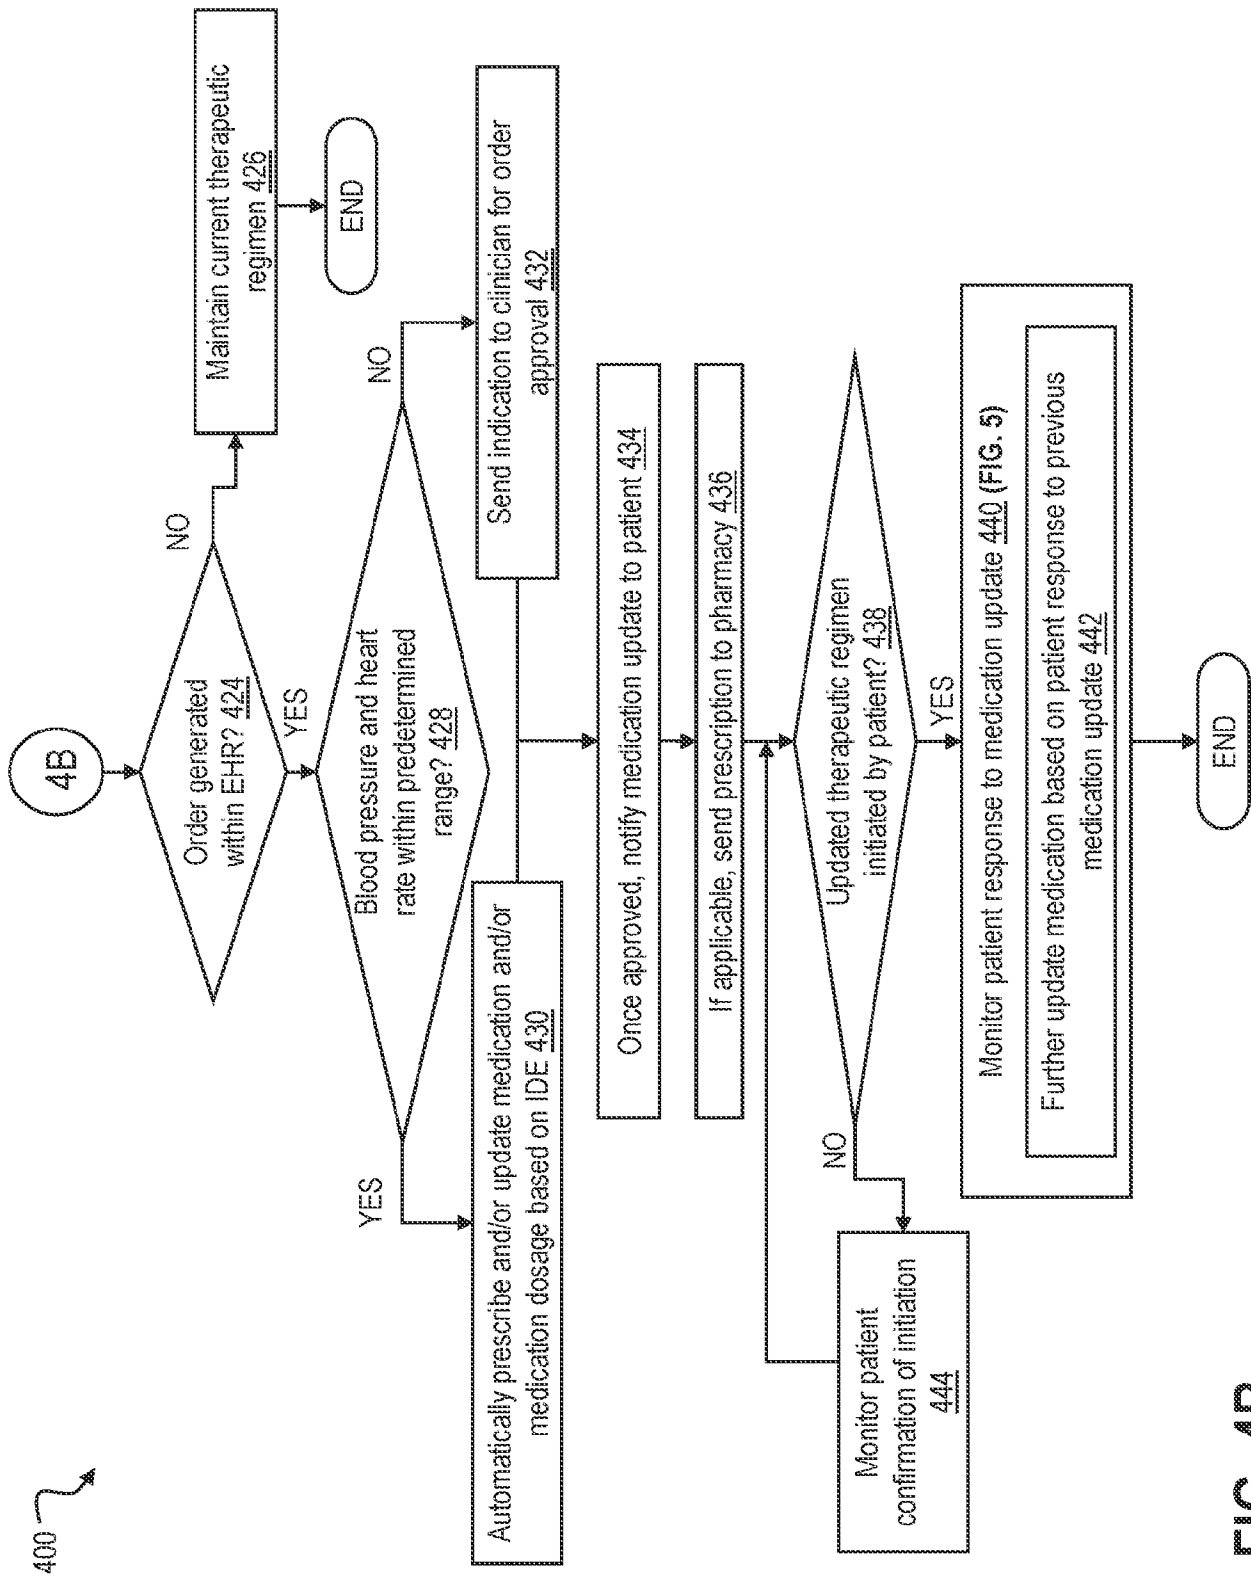 400
4B
Order generated
within EHR? 424
NO
YES
Maintain current therapeutic
regimen 426
END
Blood pressure and heart
rate within predetermined
range? 428
YES
NO
Automatically prescribe and/or update medication and/or
medication dosage based on IDE 430
Send indication to clinician for order
approval 432
Once approved, notify medication update to patient 434
If applicable, send prescription to pharmacy 436
Updated therapeutic regimen
initiated by patient? 438
NO
YES
Monitor patient
confirmation of initiation
444
Monitor patient response to medication update 440 (FIG. 5)
Further update medication based on patient response to previous
medication update 442
END
FIG. 4B